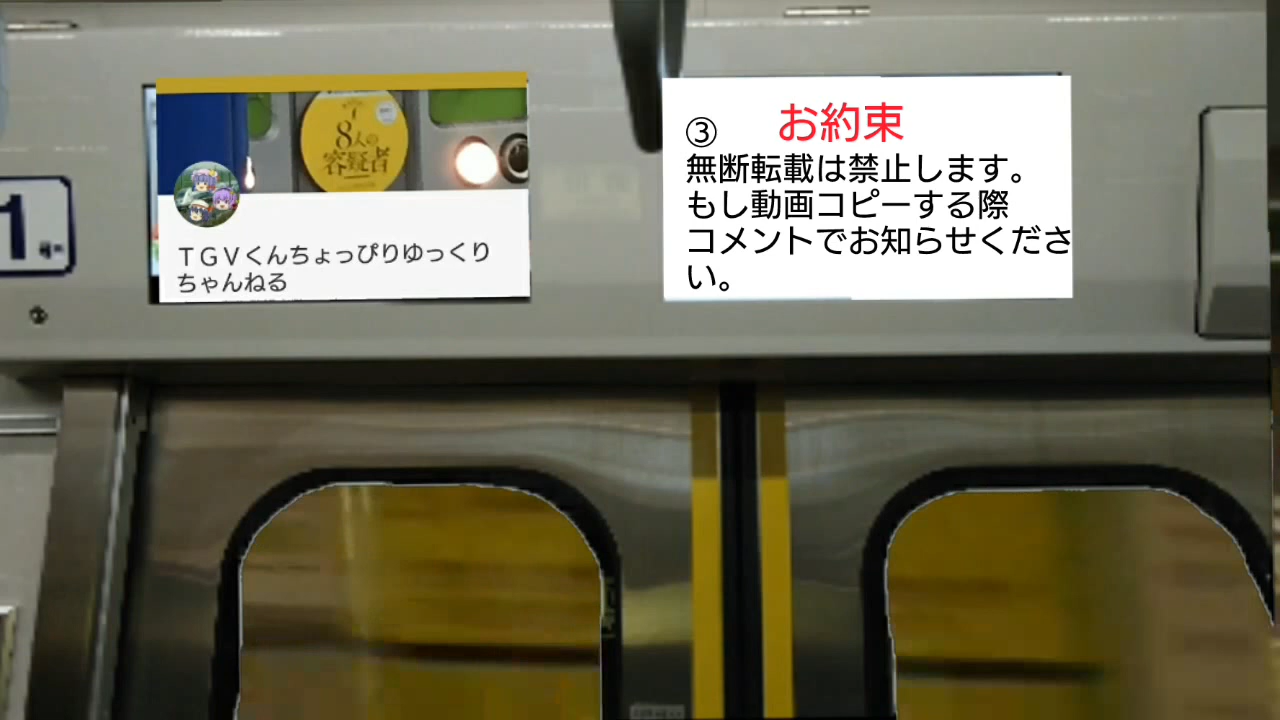 1
8人の
容疑者
ＴＧＶくんちょっぴりゆっくり
ちゃんねる
③ お約束
無断転載は禁止します。
もし動画コピーする際
コメントでお知らせくださ
い。